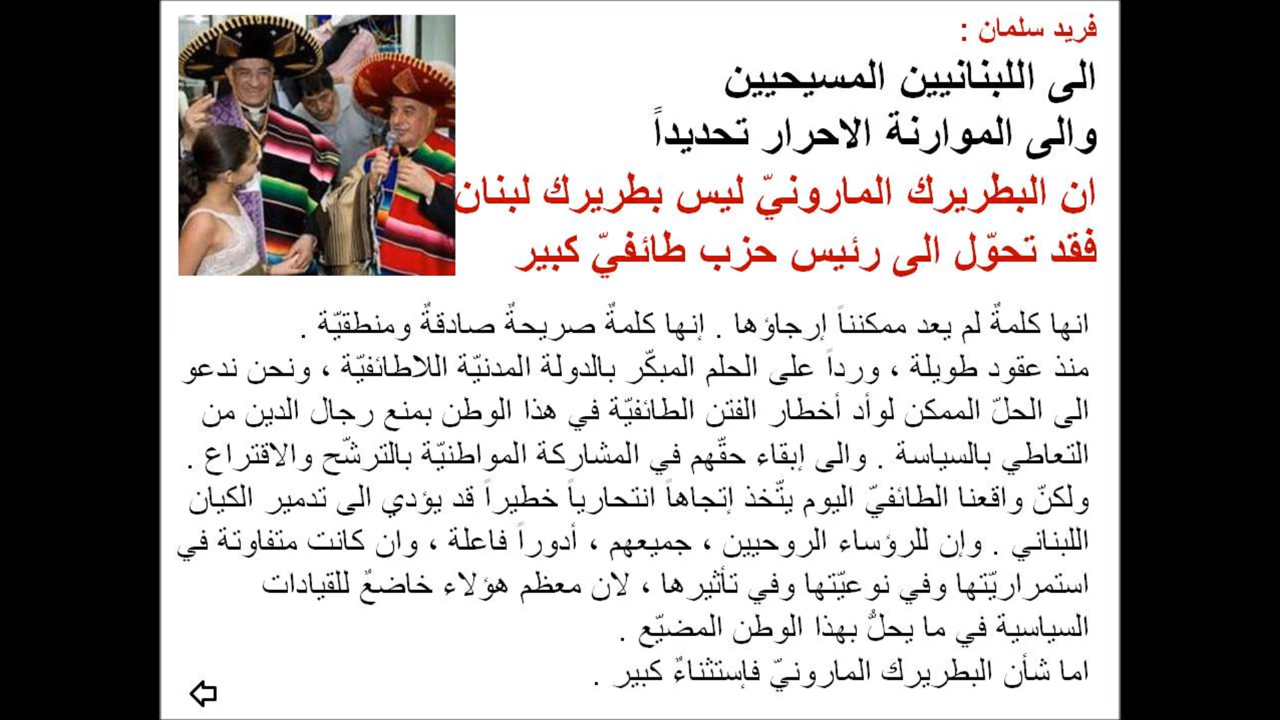 فريد سلمان :
الى اللبنانيين المسيحيين
والى الموارنة الاحرار تحديداً
ان البطريرك المارونيّ ليس بطريرك لبنان
فقد تحوّل الى رئيس حزب طائفيّ كبير
انها كلمةٌ لم يعد ممكنناً إرجاؤها . إنها كلمةٌ صريحةٌ صادقةٌ ومنطقيّة .
منذ عقود طويلة ، ورداً على الحلم المبكّر بالدولة المدنيّة اللاطائفيّة ، ونحن ندعو
الى الحلّ الممكن لوأد أخطار الفتن الطائفيّة في هذا الوطن بمنع رجال الدين من
التعاطي بالسياسة . والى إبقاء حقّهم في المشاركة المواطنيّة بالترشّح والاقتراع .
ولكنّ واقعنا الطائفيّ اليوم يتّخذ إتجاهاً انتحارياً خطيراً قد يؤدي الى تدمير الكيان
اللبناني . وإن للرؤساء الروحيين ، جميعهم ، أدوراً فاعلة ، وان كانت متفاوتة في
استمراريّتها وفي نوعيّتها وفي تأثيرها ، لان معظم هؤلاء خاضعٌ للقيادات
السياسية في ما يحلُّ بهذا الوطن المضيّع .
اما شأن البطريرك المارونيّ فإستثناءٌ كبير .